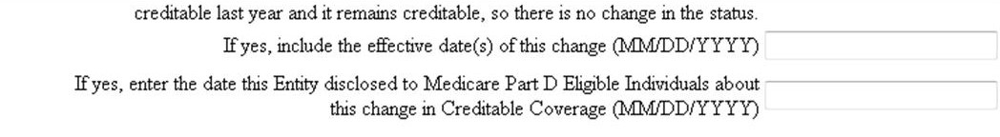 creditable last year and it remains creditable, so there is no change in the status.
If yes, include the effective date(s) of this change (MM/DD/YYYY)
If yes, enter the date this Entity disclosed to Medicare Part D Eligible Individuals about
this change in Creditable Coverage (MM/DD/YYYY)